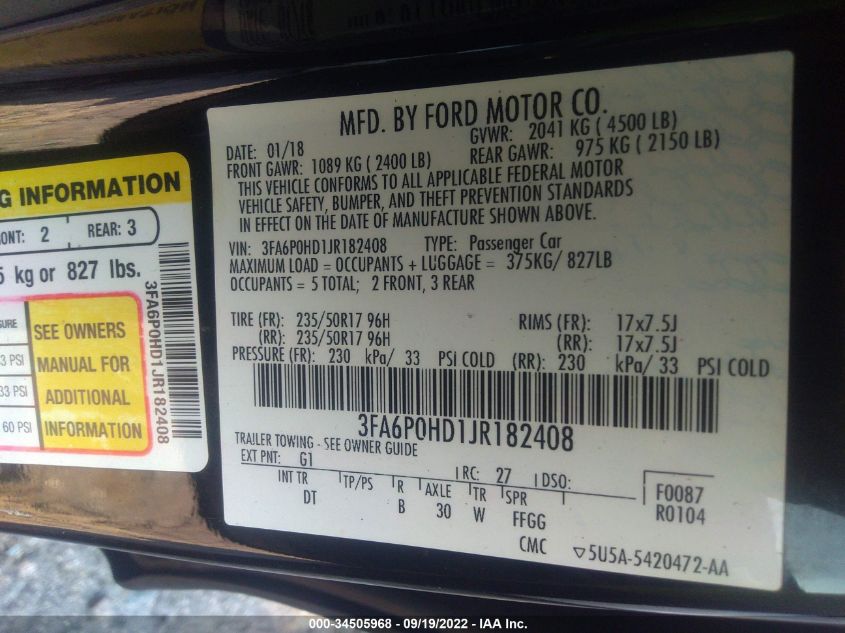 G INFORMATION
ONT: 2 REAR: 3
5 kg or 827 lbs.
SURE
3 PSI
33 PSI
60 PSI
SEE OWNERS
MANUAL FOR
ADDITIONAL
INFORMATION
3FA6P0HD1JR182408
MFD. BY FORD MOTOR CO.
DATE: 01/18 GVWR: 2041 KG ( 4500 LB)
FRONT GAWR: 1089 KG ( 2400 LB) REAR GAWR: 975 KG ( 2150 LB)
THIS VEHICLE CONFORMS TO ALL APPLICABLE FEDERAL MOTOR
VEHICLE SAFETY, BUMPER, AND THEFT PREVENTION STANDARDS
IN EFFECT ON THE DATE OF MANUFACTURE SHOWN ABOVE.
VIN: 3FA6P0HD1JR182408 TYPE: Passenger Car
MAXIMUM LOAD = OCCUPANTS + LUGGAGE = 375KG/ 827LB
OCCUPANTS = 5 TOTAL; 2 FRONT, 3 REAR
TIRE (FR): 235/50R17 96H RIMS (FR): 17x7.5J
(RR): 235/50R17 96H (RR): 17x7.5J
PRESSURE (FR): 230 kPa/ 33 PSI COLD (RR): 230 kPa/ 33 PSI COLD
3FA6P0HD1JR182408
TRAILER TOWING - SEE OWNER GUIDE
EXT PNT: G1 RC: 27 DSO:
INT TR TP/PS R AXLE TR SPR F0087
DT B 30 W FFGG R0104
CMC ▽5U5A-5420472-AA
000-34505968 - 09/19/2022 - IAA Inc.